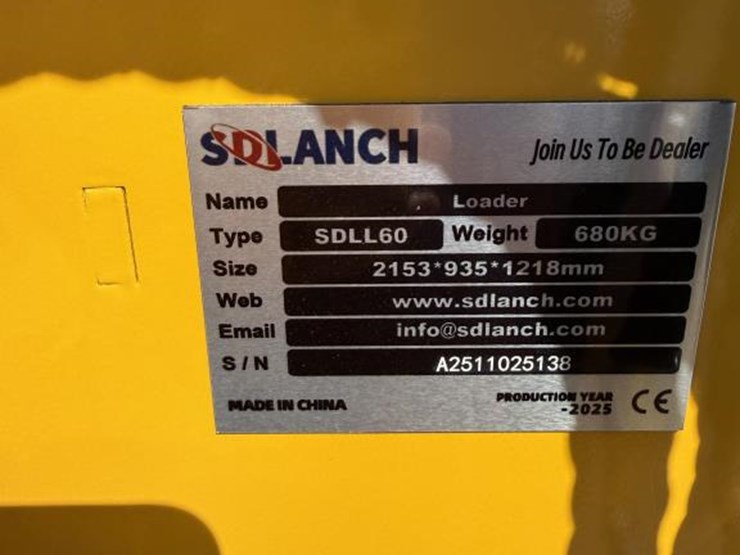 SDLANCH Join Us To Be Dealer
Name Loader
Type SDLL60 Weight 680KG
Size 2153*935*1218mm
Web www.sdlanch.com
Email info@sdlanch.com
S/N A2511025138
MADE IN CHINA PRODUCTION YEAR
-2025 CE